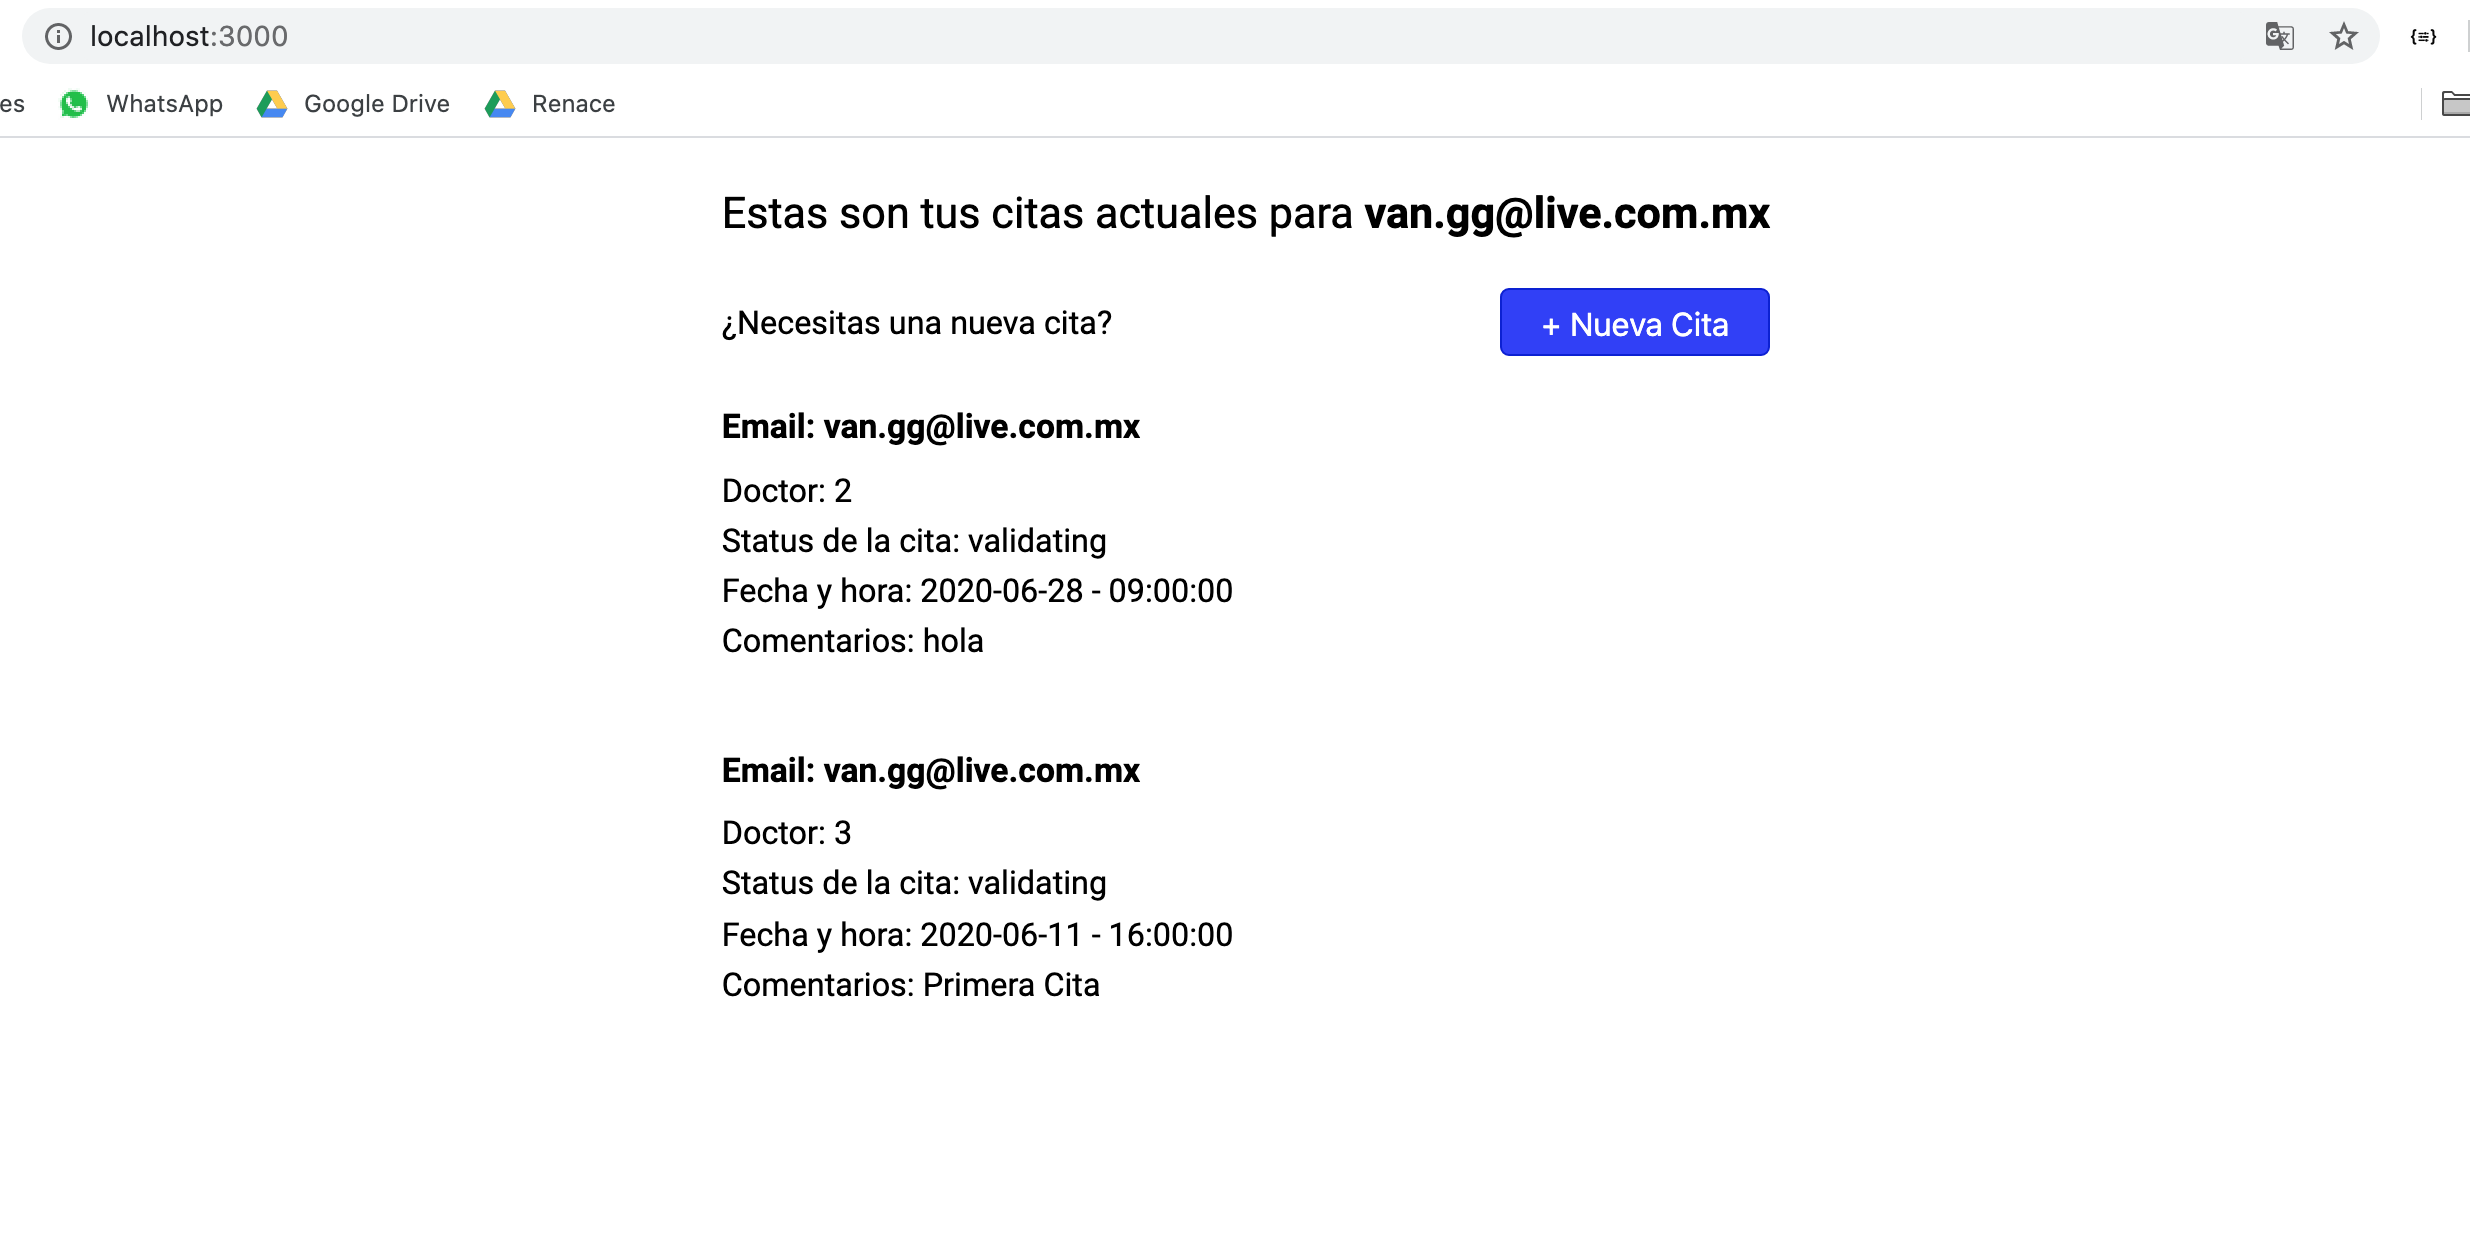 localhost:3000
es WhatsApp Google Drive Renace
Estas son tus citas actuales para van.gg@live.com.mx
¿Necesitas una nueva cita? + Nueva Cita
Email: van.gg@live.com.mx
Doctor: 2
Status de la cita: validating
Fecha y hora: 2020-06-28 - 09:00:00
Comentarios: hola
Email: van.gg@live.com.mx
Doctor: 3
Status de la cita: validating
Fecha y hora: 2020-06-11 - 16:00:00
Comentarios: Primera Cita